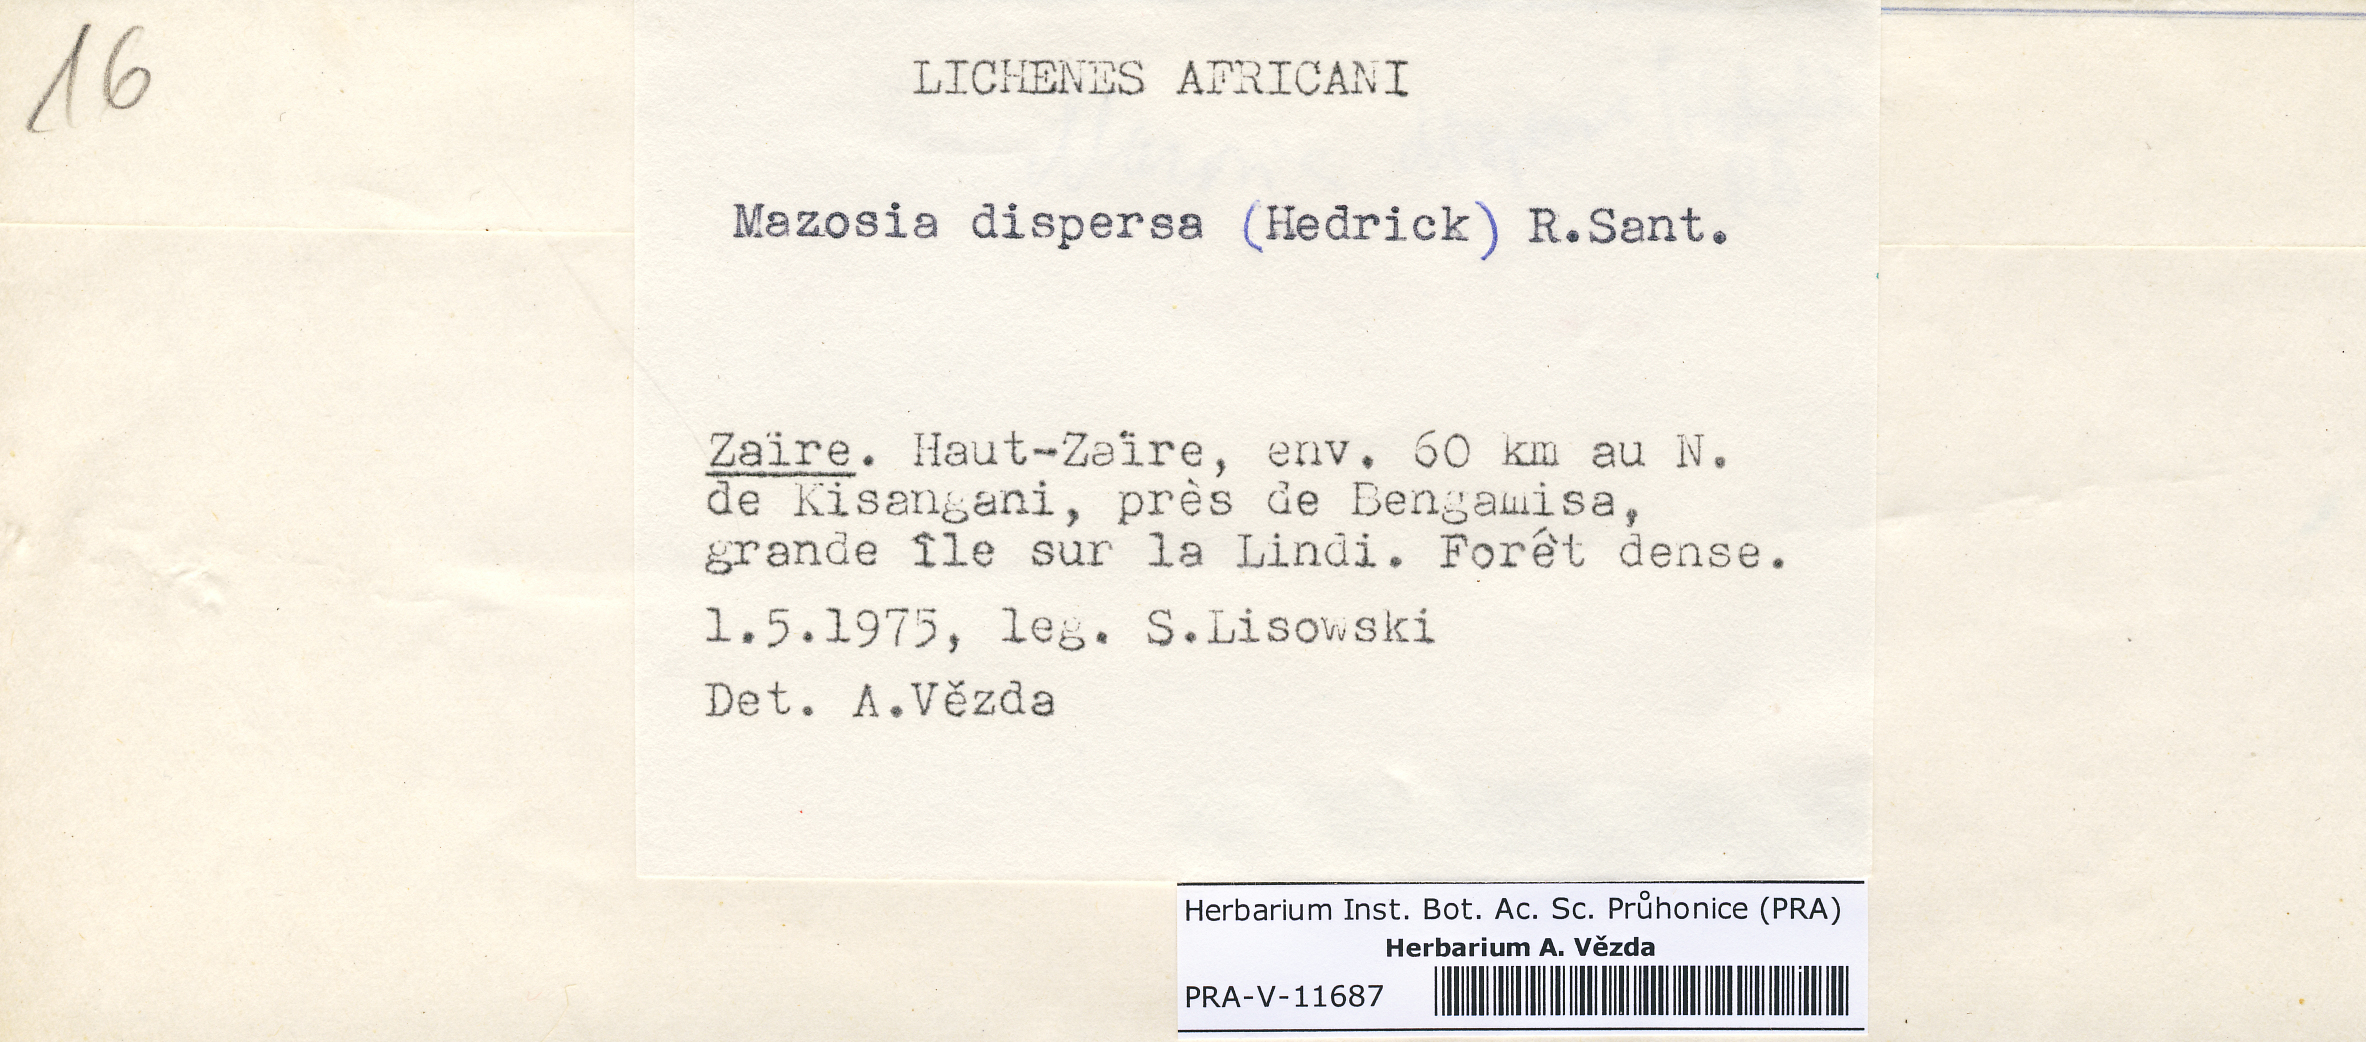 16
LICHENES AFRICANI
Mazosia dispersa (Hedrick) R.Sant.
Zaïre. Haut-Zaïre, env. 60 km au N.
de Kisangani, près de Bengamisa,
grande île sur la Lindi. Forêt dense.
1.5.1975, leg. S.Lisowski
Det. A.Vězda
Herbarium Inst. Bot. Ac. Sc. Průhonice (PRA)
Herbarium A. Vězda
PRA-V-11687